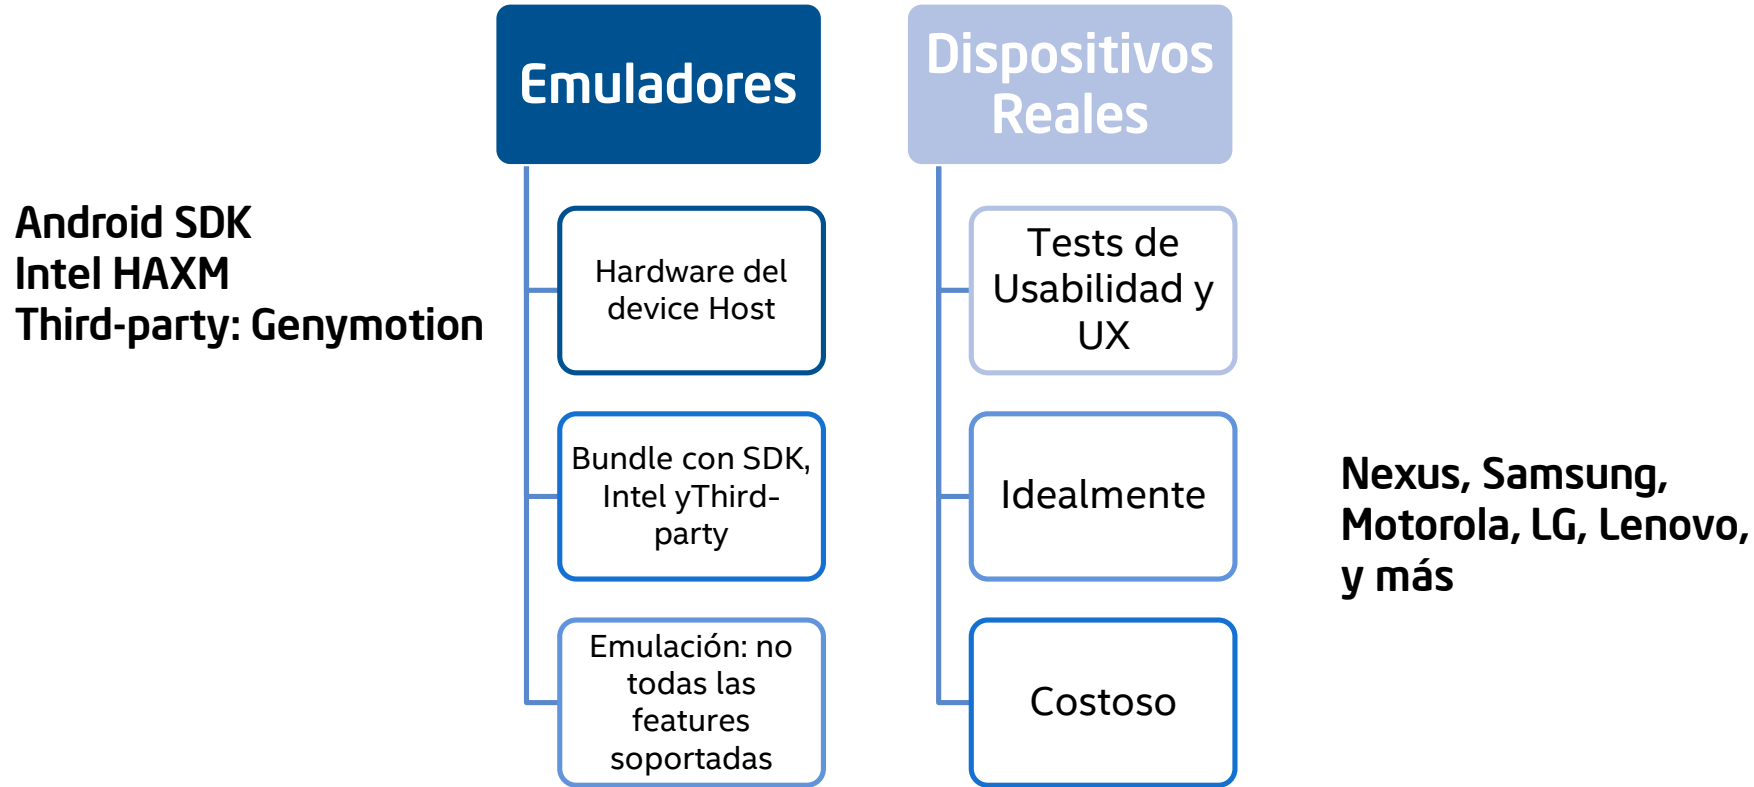 Emuladores
Android SDK
Intel HAXM
Third-party: Genymotion
Hardware del
device Host
Bundle con SDK,
Intel yThird-
party
Emulación: no
todas las
features
soportadas
Dispositivos
Reales
Tests de
Usabilidad y
UX
Idealmente
Costoso
Nexus, Samsung,
Motorola, LG, Lenovo,
y más